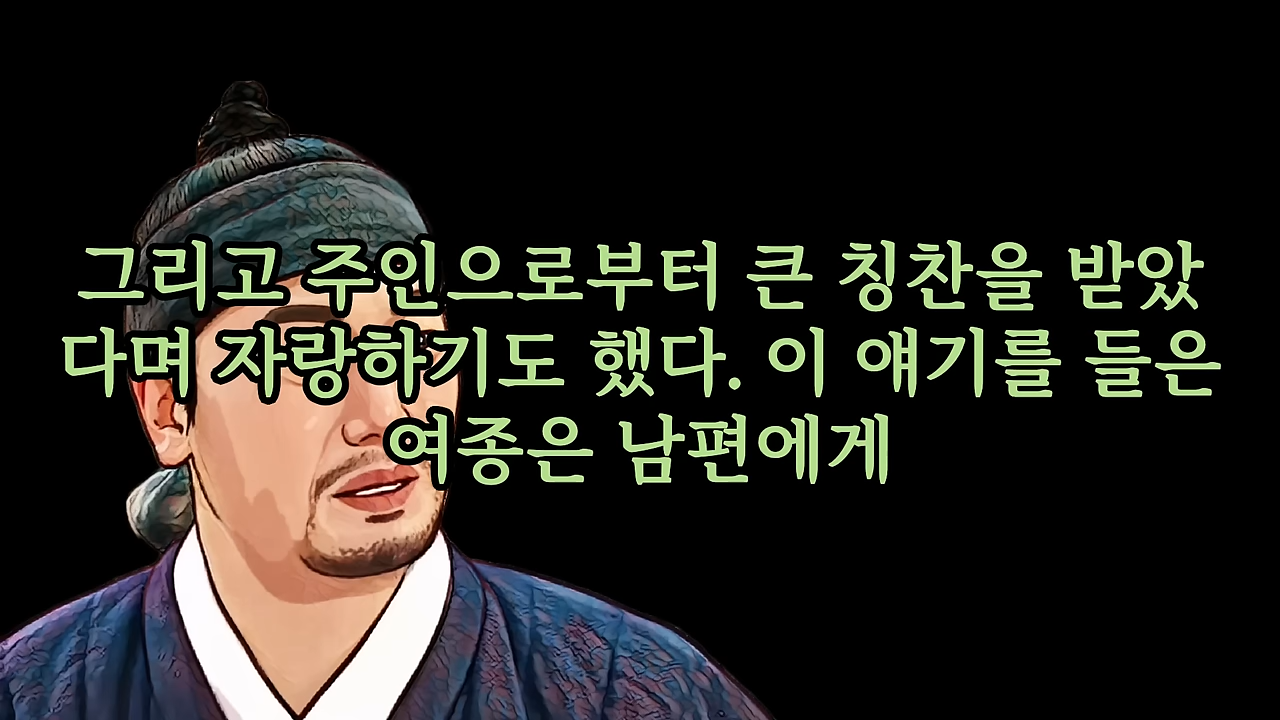 그리고 주인으로부터 큰 칭찬을 받았
다며 자랑하기도 했다. 이 얘기를 들은
여종은 남편에게